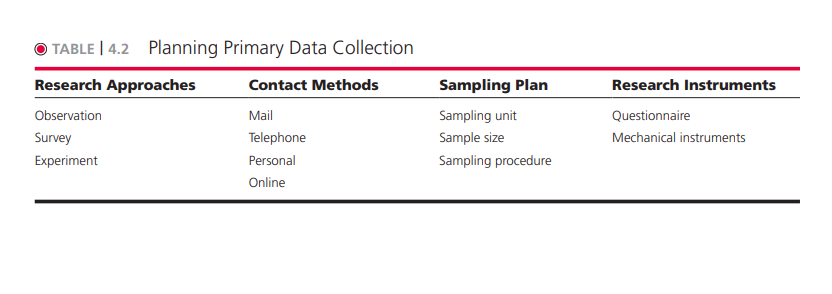 TABLE | 4.2 Planning Primary Data Collection
Research Approaches Contact Methods Sampling Plan Research Instruments
Observation Mail Sampling unit Questionnaire
Survey Telephone Sample size Mechanical instruments
Experiment Personal Sampling procedure
Online